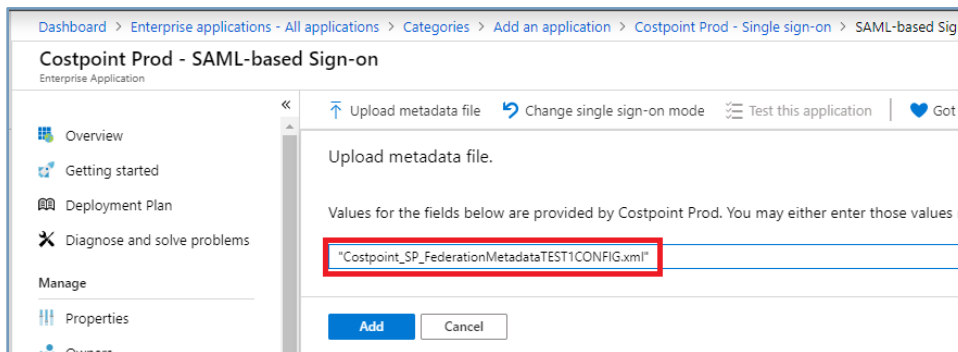 Dashboard > Enterprise applications - All applications > Categories > Add an application > Costpoint Prod - Single sign-on > SAML-based Sig
Costpoint Prod - SAML-based Sign-on
Enterprise Application
«
Upload metadata file Change single sign-on mode Test this application Got
Overview
Getting started
Deployment Plan
Diagnose and solve problems
Manage
Properties
Owners
Upload metadata file.
Values for the fields below are provided by Costpoint Prod. You may either enter those values
"Costpoint_SP_FederationMetadataTEST1CONFIG.xml"
Add Cancel